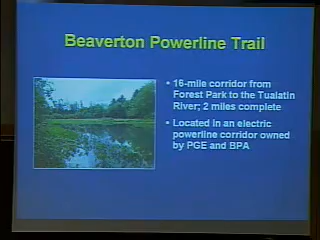 Beaverton Powerline Trail
• 16-mile corridor from
Forest Park to the Tualatin
River; 2 miles complete
• Located in an electric
powerline corridor owned
by PGE and BPA